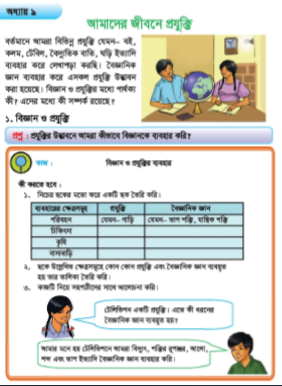 অধ্যায় ৯
আমাদের জীবনে প্রযুক্তি
বর্তমানে আমরা বিভিন্ন প্রযুক্তি যেমন- বই,
কলম, টেবিল, বৈদ্যুতিক বাতি, ঘড়ি ইত্যাদি
ব্যবহার করে লেখাপড়া করছি। বৈজ্ঞানিক
জ্ঞান ব্যবহার করে এসকল প্রযুক্তি উদ্ভাবন
করা হয়েছে। বিজ্ঞান ও প্রযুক্তির মধ্যে পার্থক্য
কী? এদের মধ্যে কী সম্পর্ক রয়েছে?
১. বিজ্ঞান ও প্রযুক্তি
প্রশ্ন : প্রযুক্তির উদ্ভাবনে আমরা কীভাবে বিজ্ঞানকে ব্যবহার করি?
কাজ : বিজ্ঞান ও প্রযুক্তির ব্যবহার
কী করতে হবে :
১. নিচের ছকের মতো করে একটি ছক তৈরি করি।
ব্যবহারের ক্ষেত্রসমূহ প্রযুক্তি বৈজ্ঞানিক জ্ঞান
পরিবহন যেমন- গাড়ি যেমন- তাপ শক্তি, যান্ত্রিক শক্তি
চিকিৎসা
কৃষি
বাসাবাড়ি
২. ছকে উল্লেখিত ক্ষেত্রসমূহে কোন কোন প্রযুক্তি এবং বৈজ্ঞানিক জ্ঞান ব্যবহৃত
হয় তার তালিকা তৈরি করি।
৩. কাজটি নিয়ে সহপাঠীদের সাথে আলোচনা করি।
টেলিভিশন একটি প্রযুক্তি। এতে কী ধরনের
বৈজ্ঞানিক জ্ঞান ব্যবহৃত হয়?
আমার মনে হয় টেলিভিশনে আমরা বিদ্যুৎ, শক্তির রূপান্তর, আলো,
শব্দ এবং তাপ ইত্যাদি বৈজ্ঞানিক জ্ঞান ব্যবহার করি।